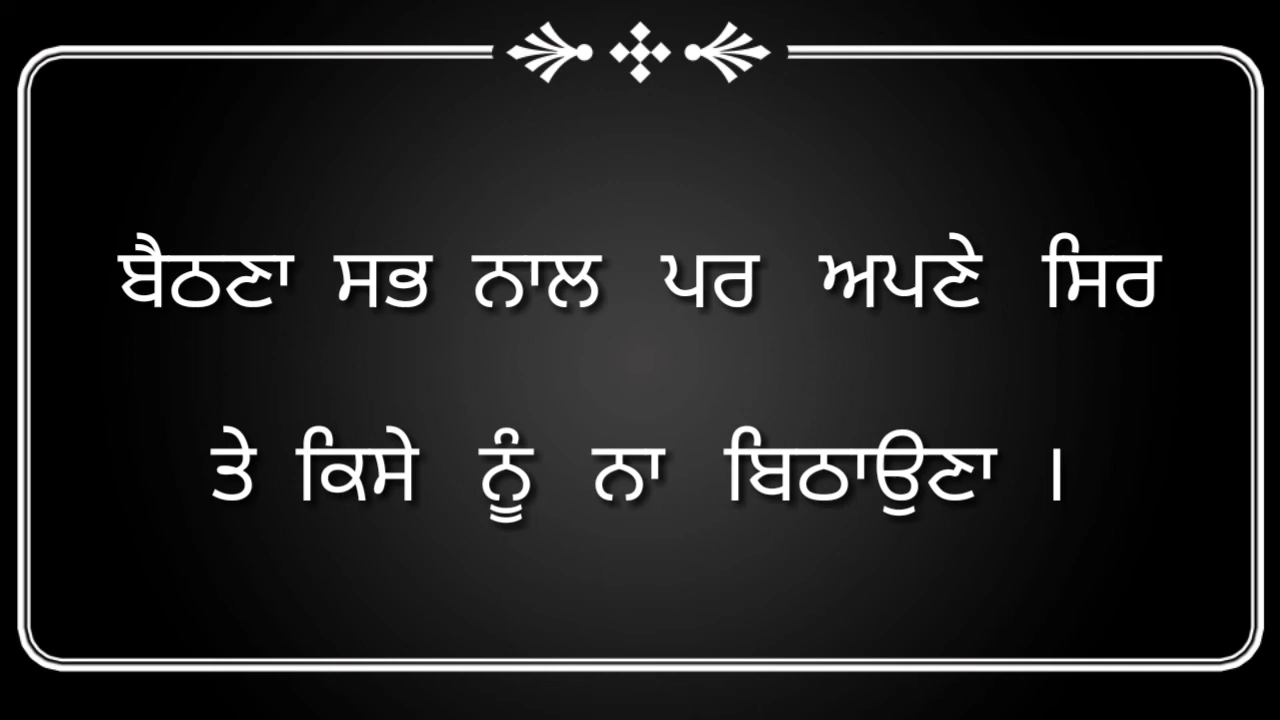 ਬੈਠਣਾ ਸਭ ਨਾਲ ਪਰ ਅਪਣੇ ਸਿਰ
ਤੇ ਕਿਸੇ ਨੂੰ ਨਾ ਬਿਠਾਉਣਾ ।